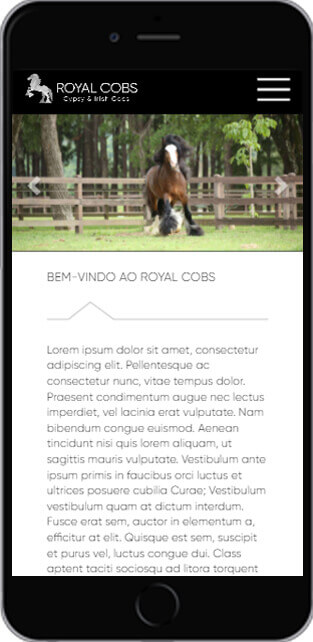 ROYAL COBS
Gypsy & Irish Cobs
BEM-VINDO AO ROYAL COBS
Lorem ipsum dolor sit amet, consectetur
adipiscing elit. Pellentesque ac
consectetur nunc, vitae tempus dolor.
Praesent condimentum augue nec lectus
imperdiet, vel lacinia erat vulputate. Nam
bibendum congue euismod. Aenean
tincidunt nisi quis lorem aliquam, ut
sagittis mauris vulputate. Vestibulum ante
ipsum primis in faucibus orci luctus et
ultrices posuere cubilia Curae; Vestibulum
vestibulum quam at dictum interdum.
Fusce erat sem, auctor in elementum a,
efficitur at elit. Quisque est sem, suscipit
et purus vel, luctus congue dui. Class
aptent taciti sociosqu ad litora torquent